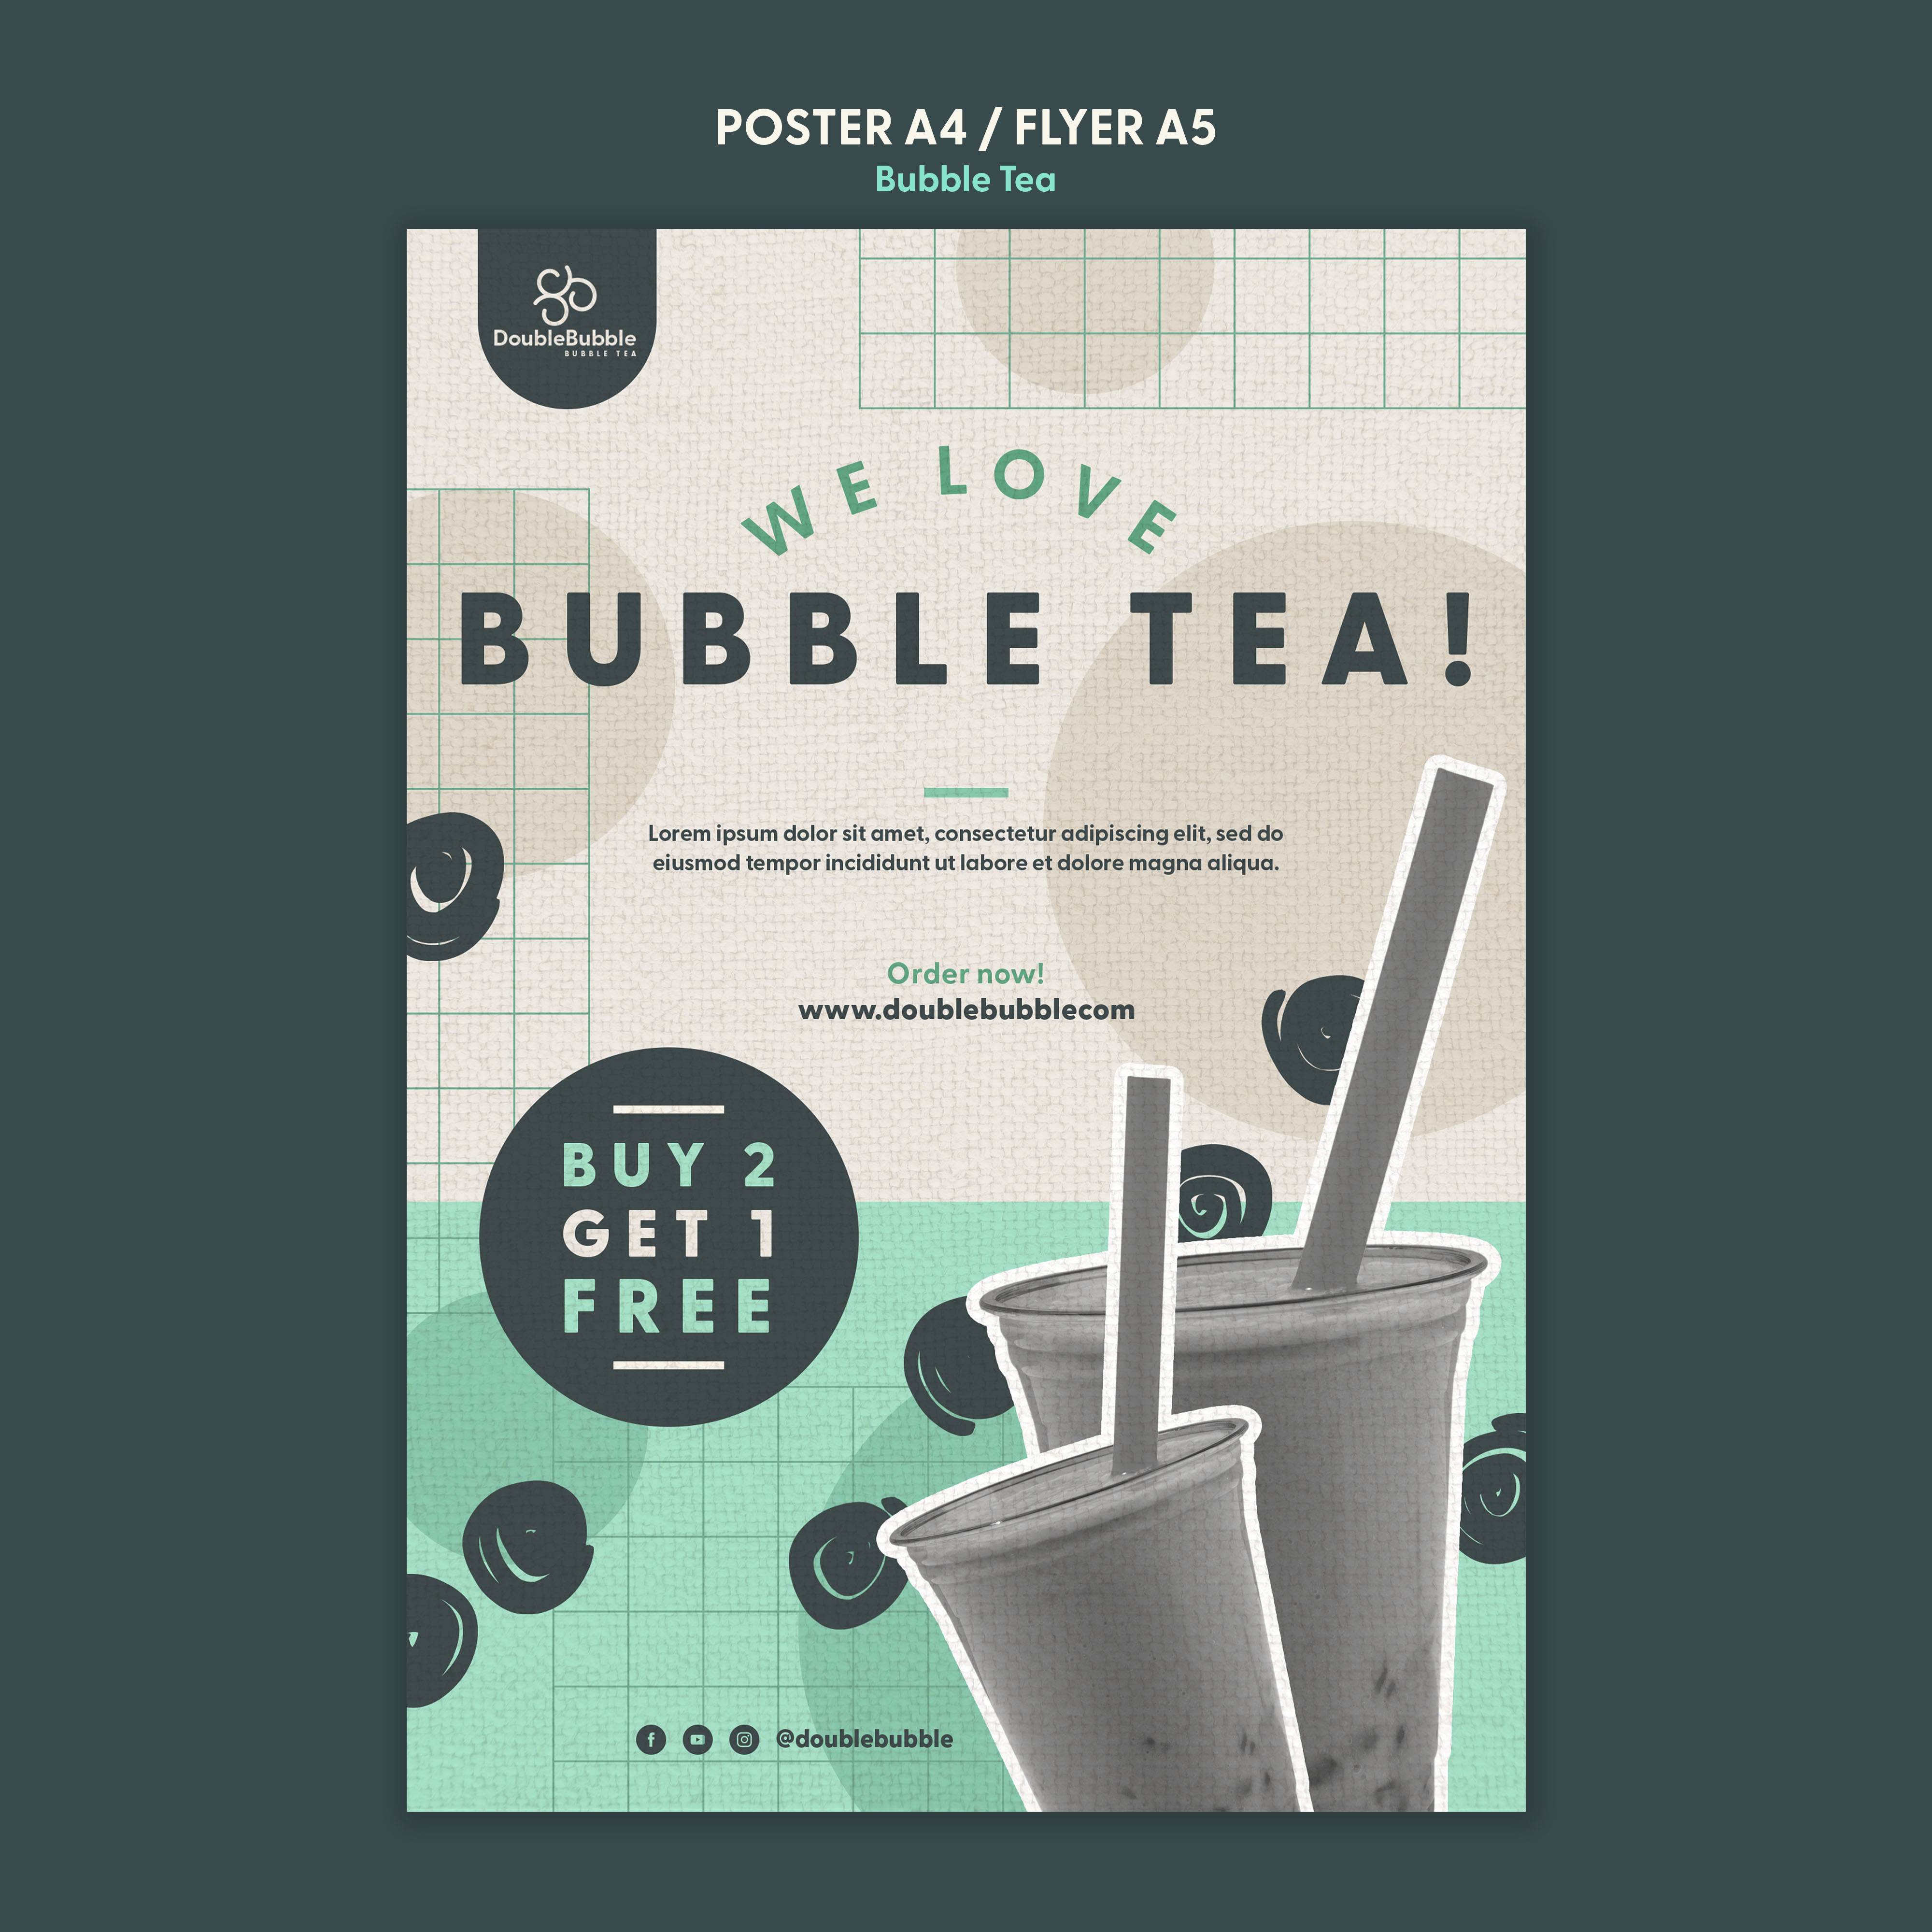 POSTER A4 / FLYER A5
Bubble Tea
DoubleBubble
BUBBLE TEA
WE LOVE
BUBBLE TEA!
Lorem ipsum dolor sit amet, consectetur adipiscing elit, sed do
eiusmod tempor incididunt ut labore et dolore magna aliqua.
Order now!
www.doublebubblecom
BUY 2
GET 1
FREE
@doublebubble